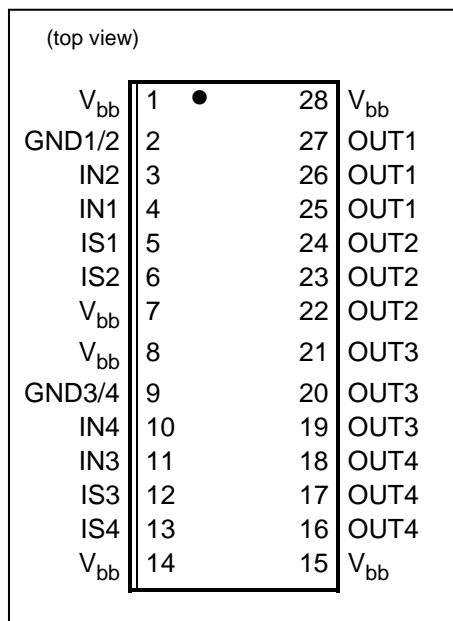 (top view)
Vbb 1 28 Vbb
GND1/2 2 27 OUT1
IN2 3 26 OUT1
IN1 4 25 OUT1
IS1 5 24 OUT2
IS2 6 23 OUT2
Vbb 7 22 OUT2
Vbb 8 21 OUT3
GND3/4 9 20 OUT3
IN4 10 19 OUT3
IN3 11 18 OUT4
IS3 12 17 OUT4
IS4 13 16 OUT4
Vbb 14 15 Vbb